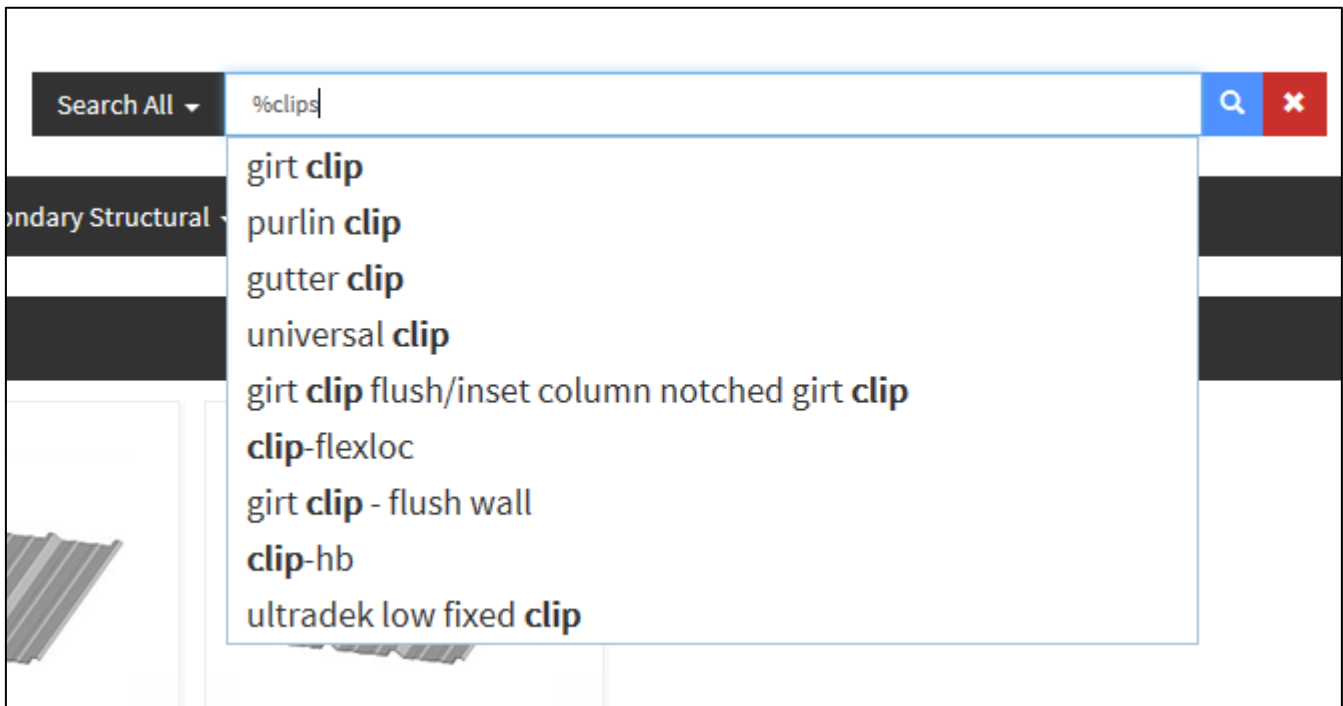 Search All
%clips
girt clip
ondary Structural
purlin clip
gutter clip
universal clip
girt clip flush/inset column notched girt clip
clip-flexloc
girt clip - flush wall
clip-hb
ultradek low fixed clip